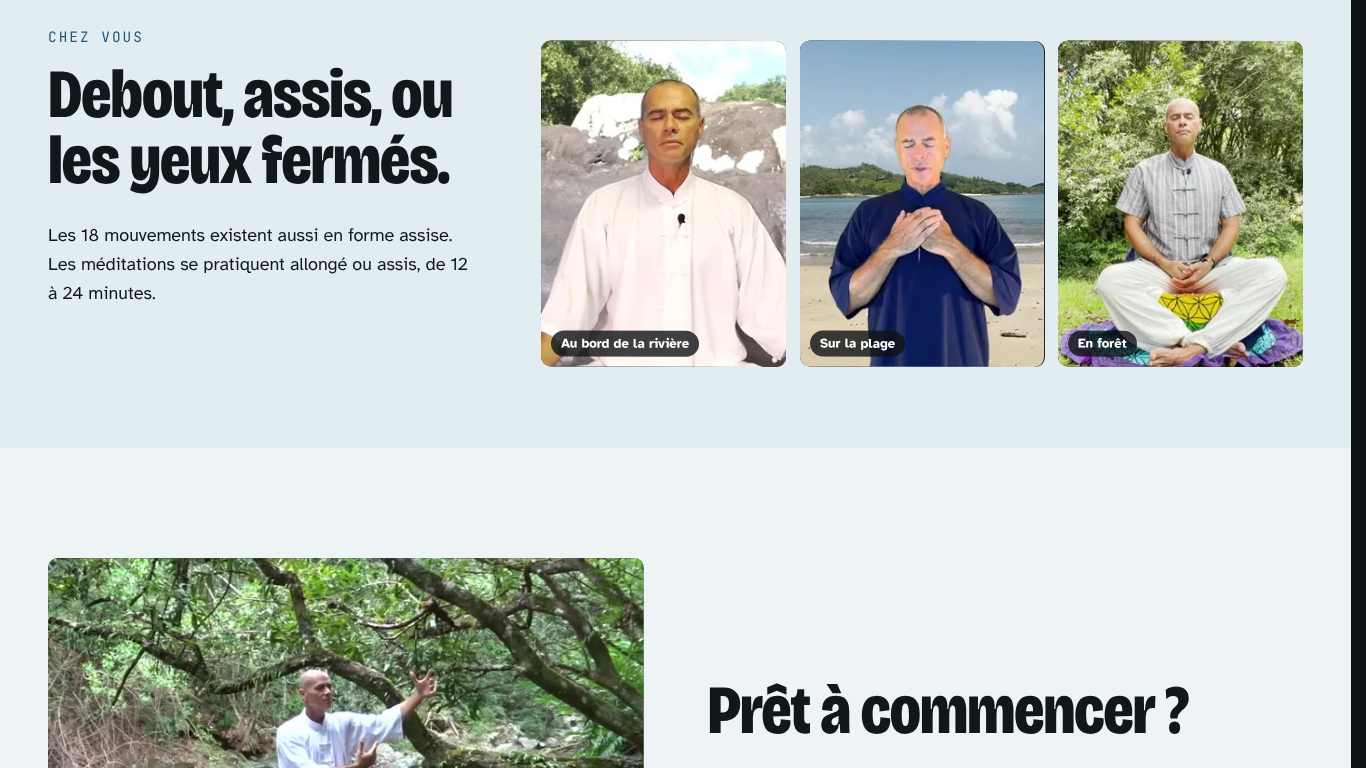 CHEZ VOUS
Debout, assis, ou
les yeux fermés.
Les 18 mouvements existent aussi en forme assise.
Les méditations se pratiquent allongé ou assis, de 12
à 24 minutes.
Au bord de la rivière
Sur la plage
En forêt
Prêt à commencer ?